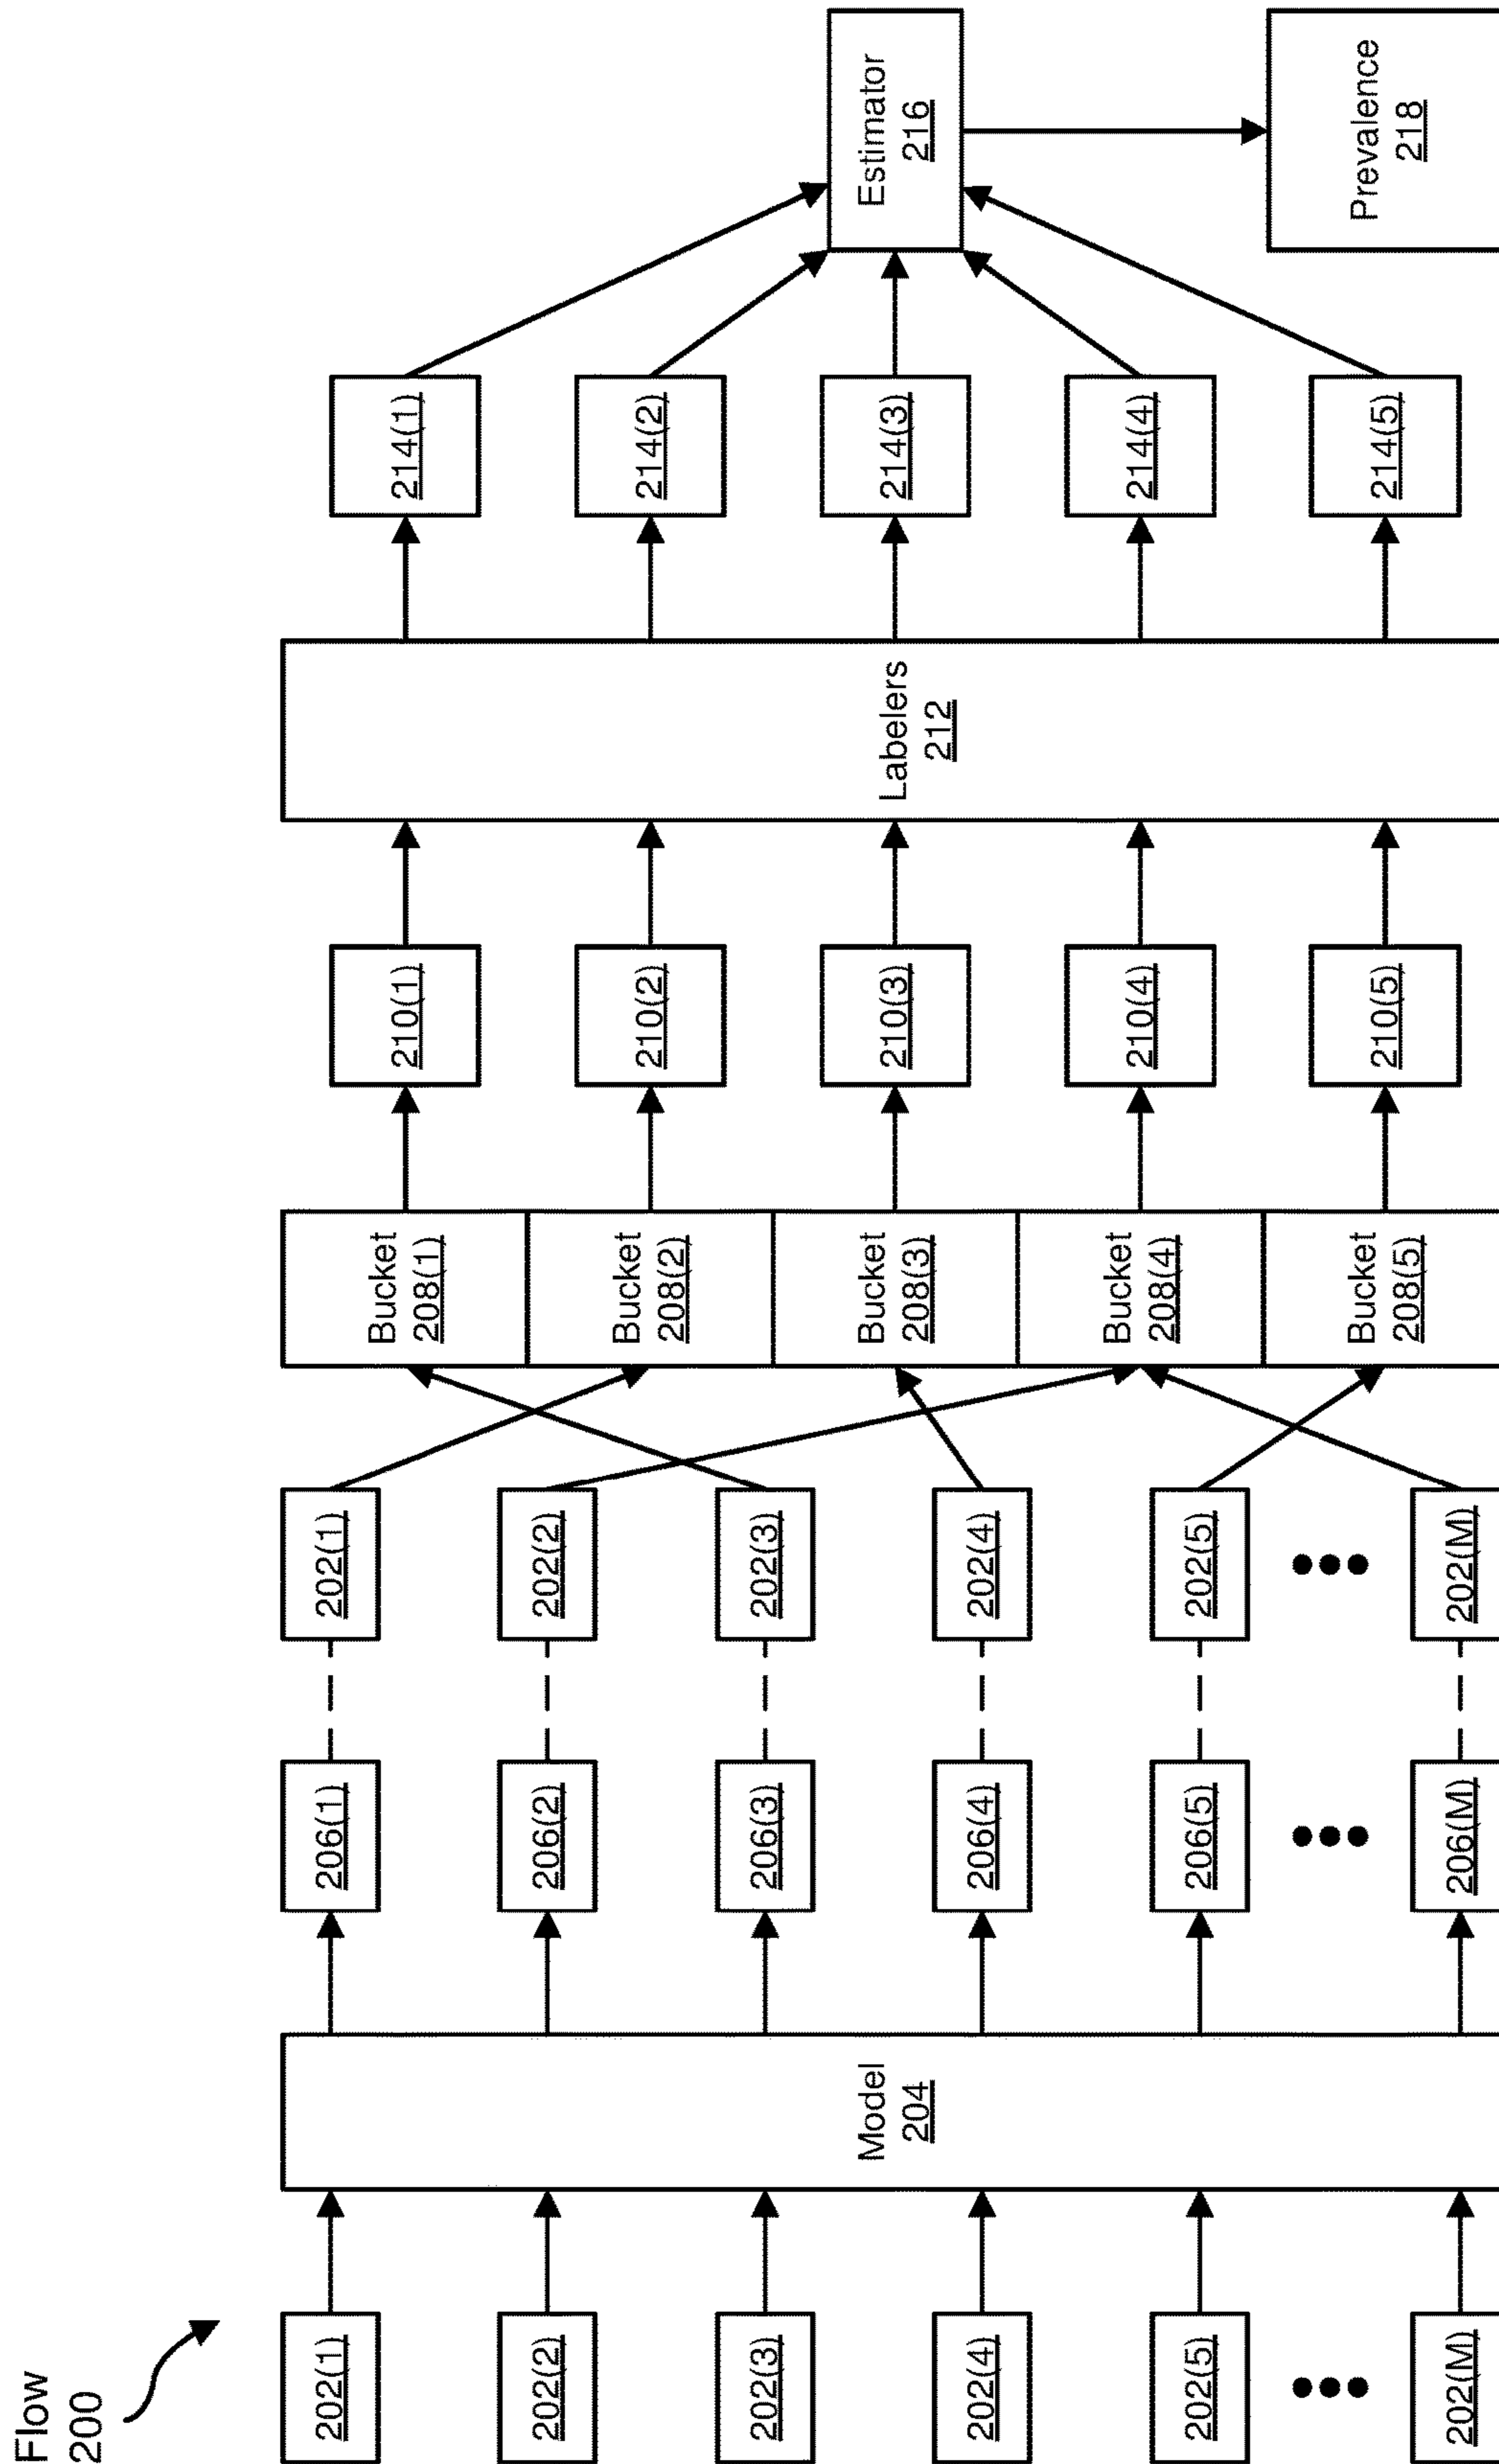 Flow
200
202(1)
202(2)
202(3)
202(4)
202(5)
•••
202(M)
Model
204
206(1)
206(2)
206(3)
206(4)
206(5)
•••
206(M)
202(1)
202(2)
202(3)
202(4)
202(5)
•••
202(M)
Bucket
208(1)
Bucket
208(2)
Bucket
208(3)
Bucket
208(4)
Bucket
208(5)
210(1)
210(2)
210(3)
210(4)
210(5)
Labelers
212
214(1)
214(2)
214(3)
214(4)
214(5)
Estimator
216
Prevalence
218